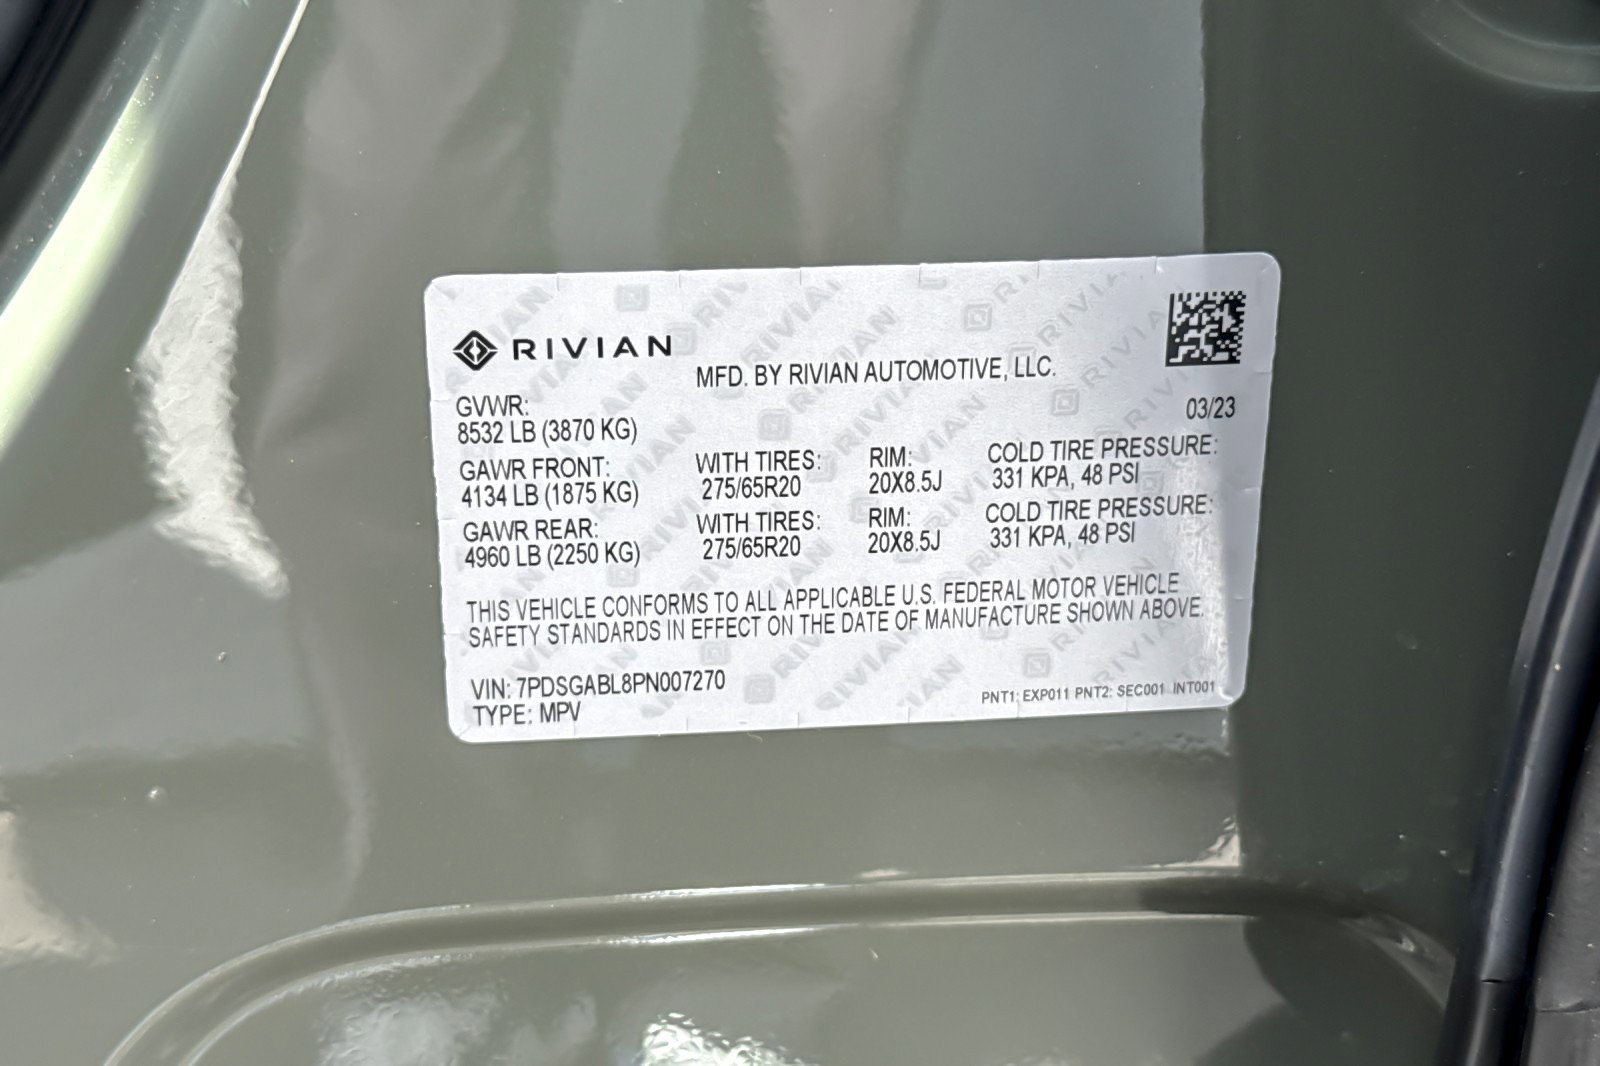 RIVIAN
MFD. BY RIVIAN AUTOMOTIVE, LLC.
03/23
GVWR:
8532 LB (3870 KG)
GAWR FRONT: WITH TIRES: RIM: COLD TIRE PRESSURE:
4134 LB (1875 KG) 275/65R20 20X8.5J 331 KPA, 48 PSI
GAWR REAR: WITH TIRES: RIM: COLD TIRE PRESSURE:
4960 LB (2250 KG) 275/65R20 20X8.5J 331 KPA, 48 PSI
THIS VEHICLE CONFORMS TO ALL APPLICABLE U.S. FEDERAL MOTOR VEHICLE
SAFETY STANDARDS IN EFFECT ON THE DATE OF MANUFACTURE SHOWN ABOVE.
VIN: 7PDSGABL8PN007270
TYPE: MPV
PNT1: EXP011 PNT2: SEC001 INT001